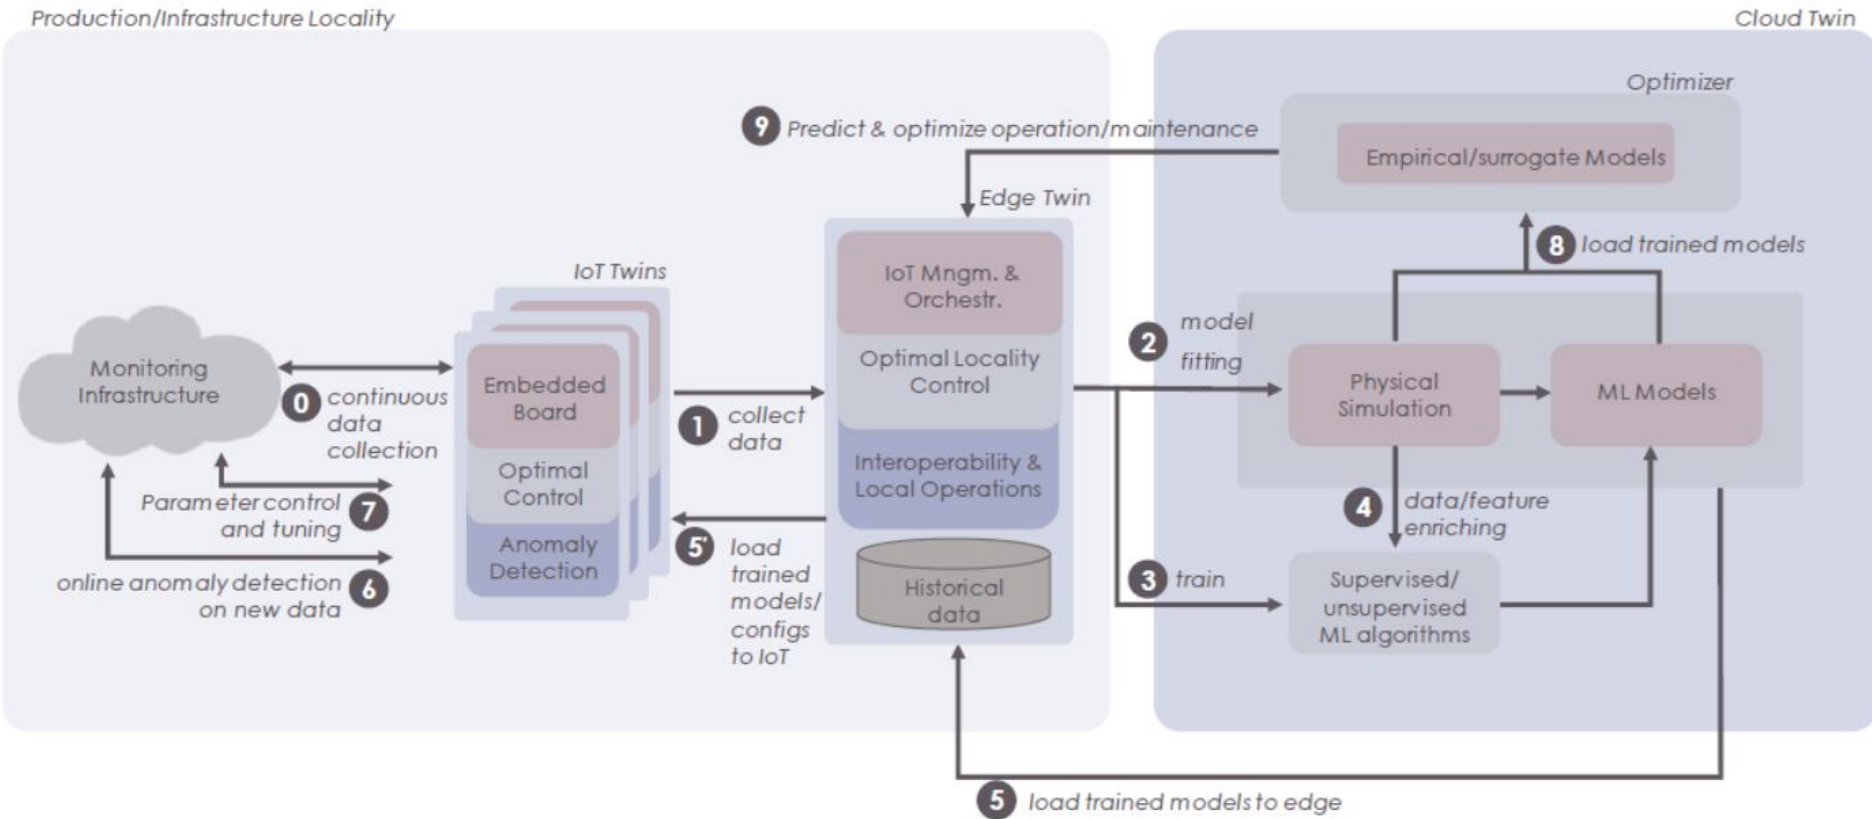 Production/Infrastructure Locality
Cloud Twin
Optimizer
9 Predict & optimize operation/maintenance
Empirical/surrogate Models
Edge Twin
8 load trained models
IoT Twins
IoT Mngm. &
Orchestr.
Monitoring
Infrastructure
0 continuous
data
collection
Embedded
Board
1 collect
data
Optimal Locality
Control
2 model
fitting
Physical
Simulation
ML Models
Optimal
Control
Interoperability &
Local Operations
Parameter control
and tuning 7
4 data/feature
enriching
Anomaly
Detection
5' load
trained
models/
configs
to IoT
online anomaly detection
on new data 6
Historical
data
3 train
Supervised/
unsupervised
ML algorithms
5 load trained models to edge